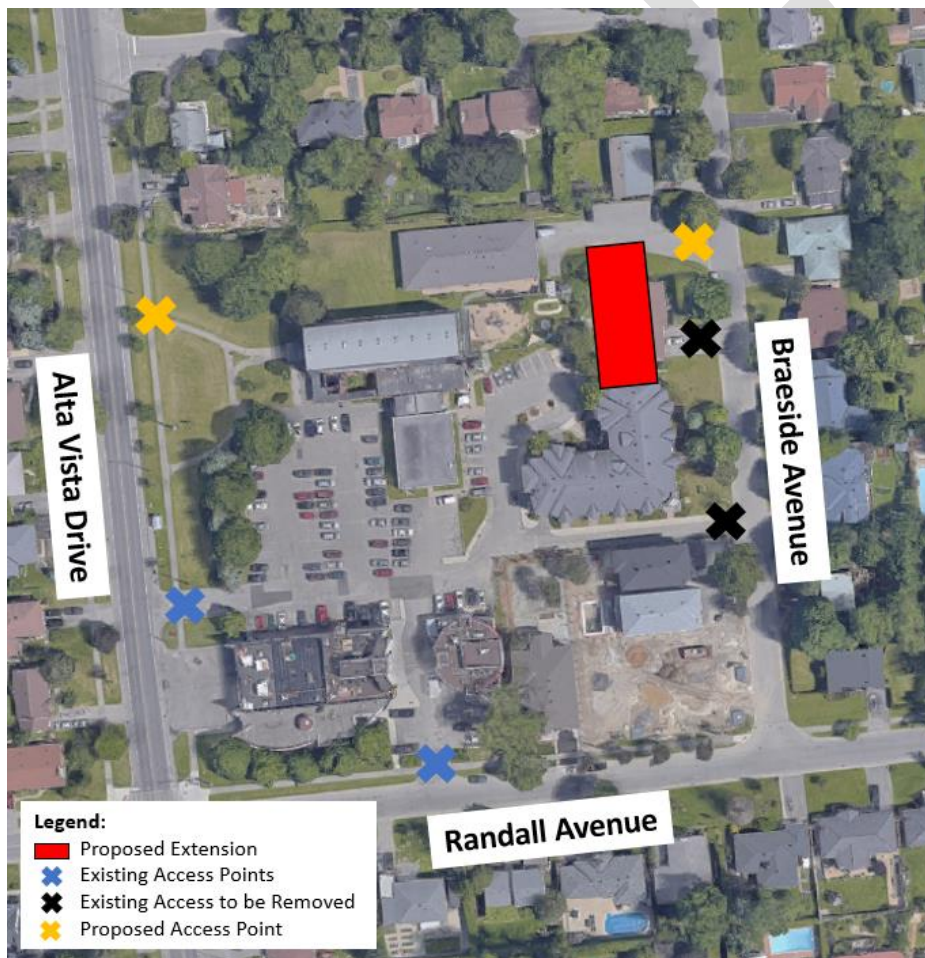 Alta Vista Drive
Braeside Avenue
Randall Avenue
Legend:
Proposed Extension
Existing Access Points
Existing Access to be Removed
Proposed Access Point